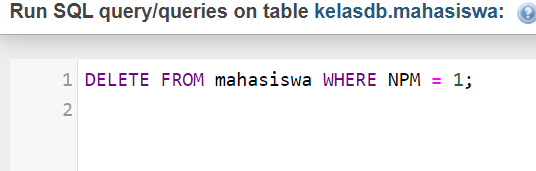 Run SQL query/queries on table kelasdb.mahasiswa:
1 DELETE FROM mahasiswa WHERE NPM = 1;
2